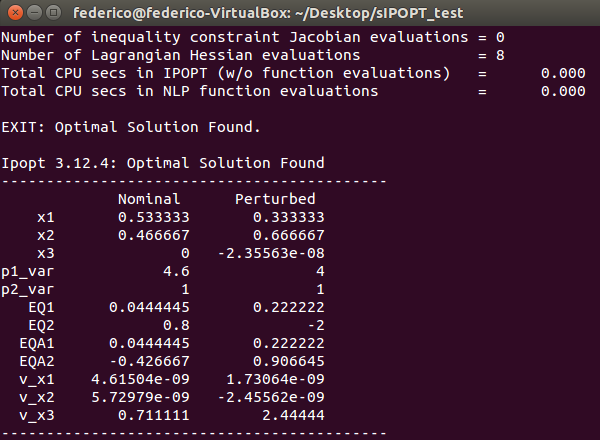 federico@federico-VirtualBox: ~/Desktop/sIPOPT_test
Number of inequality constraint Jacobian evaluations = 0
Number of Lagrangian Hessian evaluations             = 8
Total CPU secs in IPOPT (w/o function evaluations)   =      0.000
Total CPU secs in NLP function evaluations           =      0.000

EXIT: Optimal Solution Found.

Ipopt 3.12.4: Optimal Solution Found
-------------------------------------------
             Nominal      Perturbed
    x1       0.533333       0.333333
    x2       0.466667       0.666667
    x3              0   -2.35563e-08
p1_var            4.6              4
p2_var              1              1
   EQ1      0.0444445       0.222222
   EQ2            0.8             -2
  EQA1      0.0444445       0.222222
  EQA2      -0.426667       0.906645
  v_x1    4.61504e-09    1.73064e-09
  v_x2    5.72979e-09   -2.45562e-09
  v_x3       0.711111        2.44444
-------------------------------------------